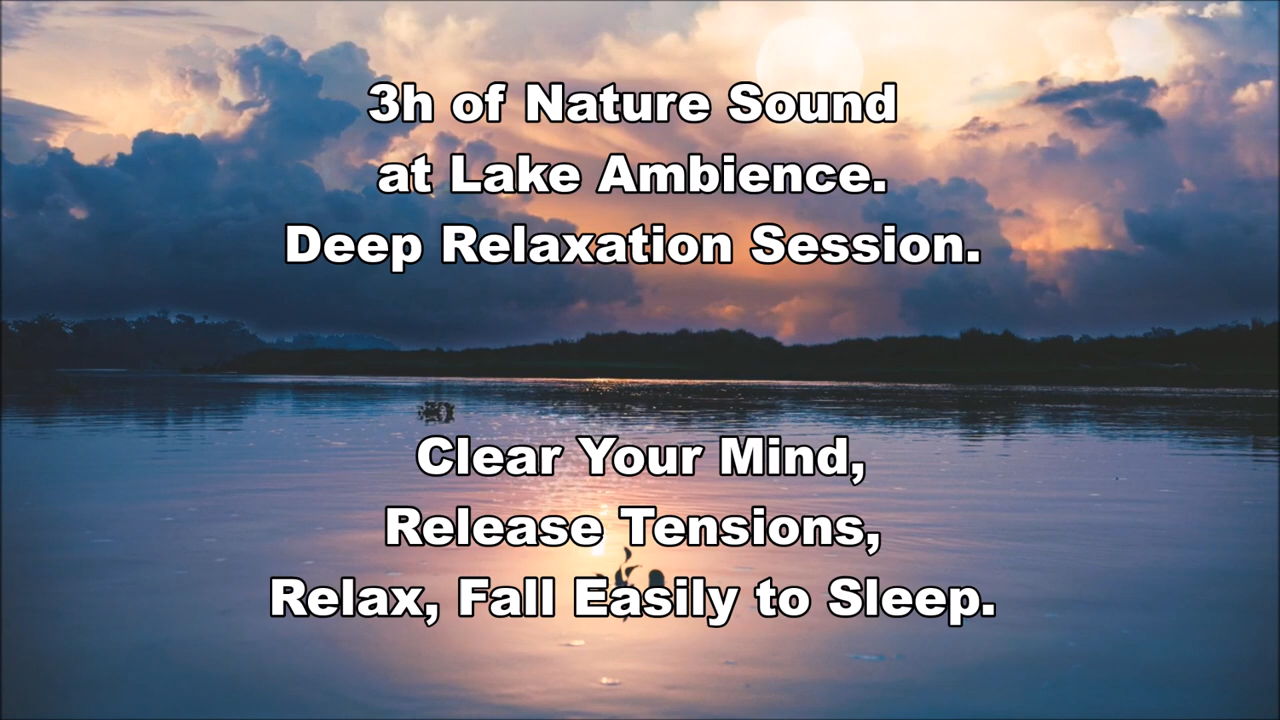 3h of Nature Sound
at Lake Ambience.
Deep Relaxation Session.
Clear Your Mind,
Release Tensions,
Relax, Fall Easily to Sleep.